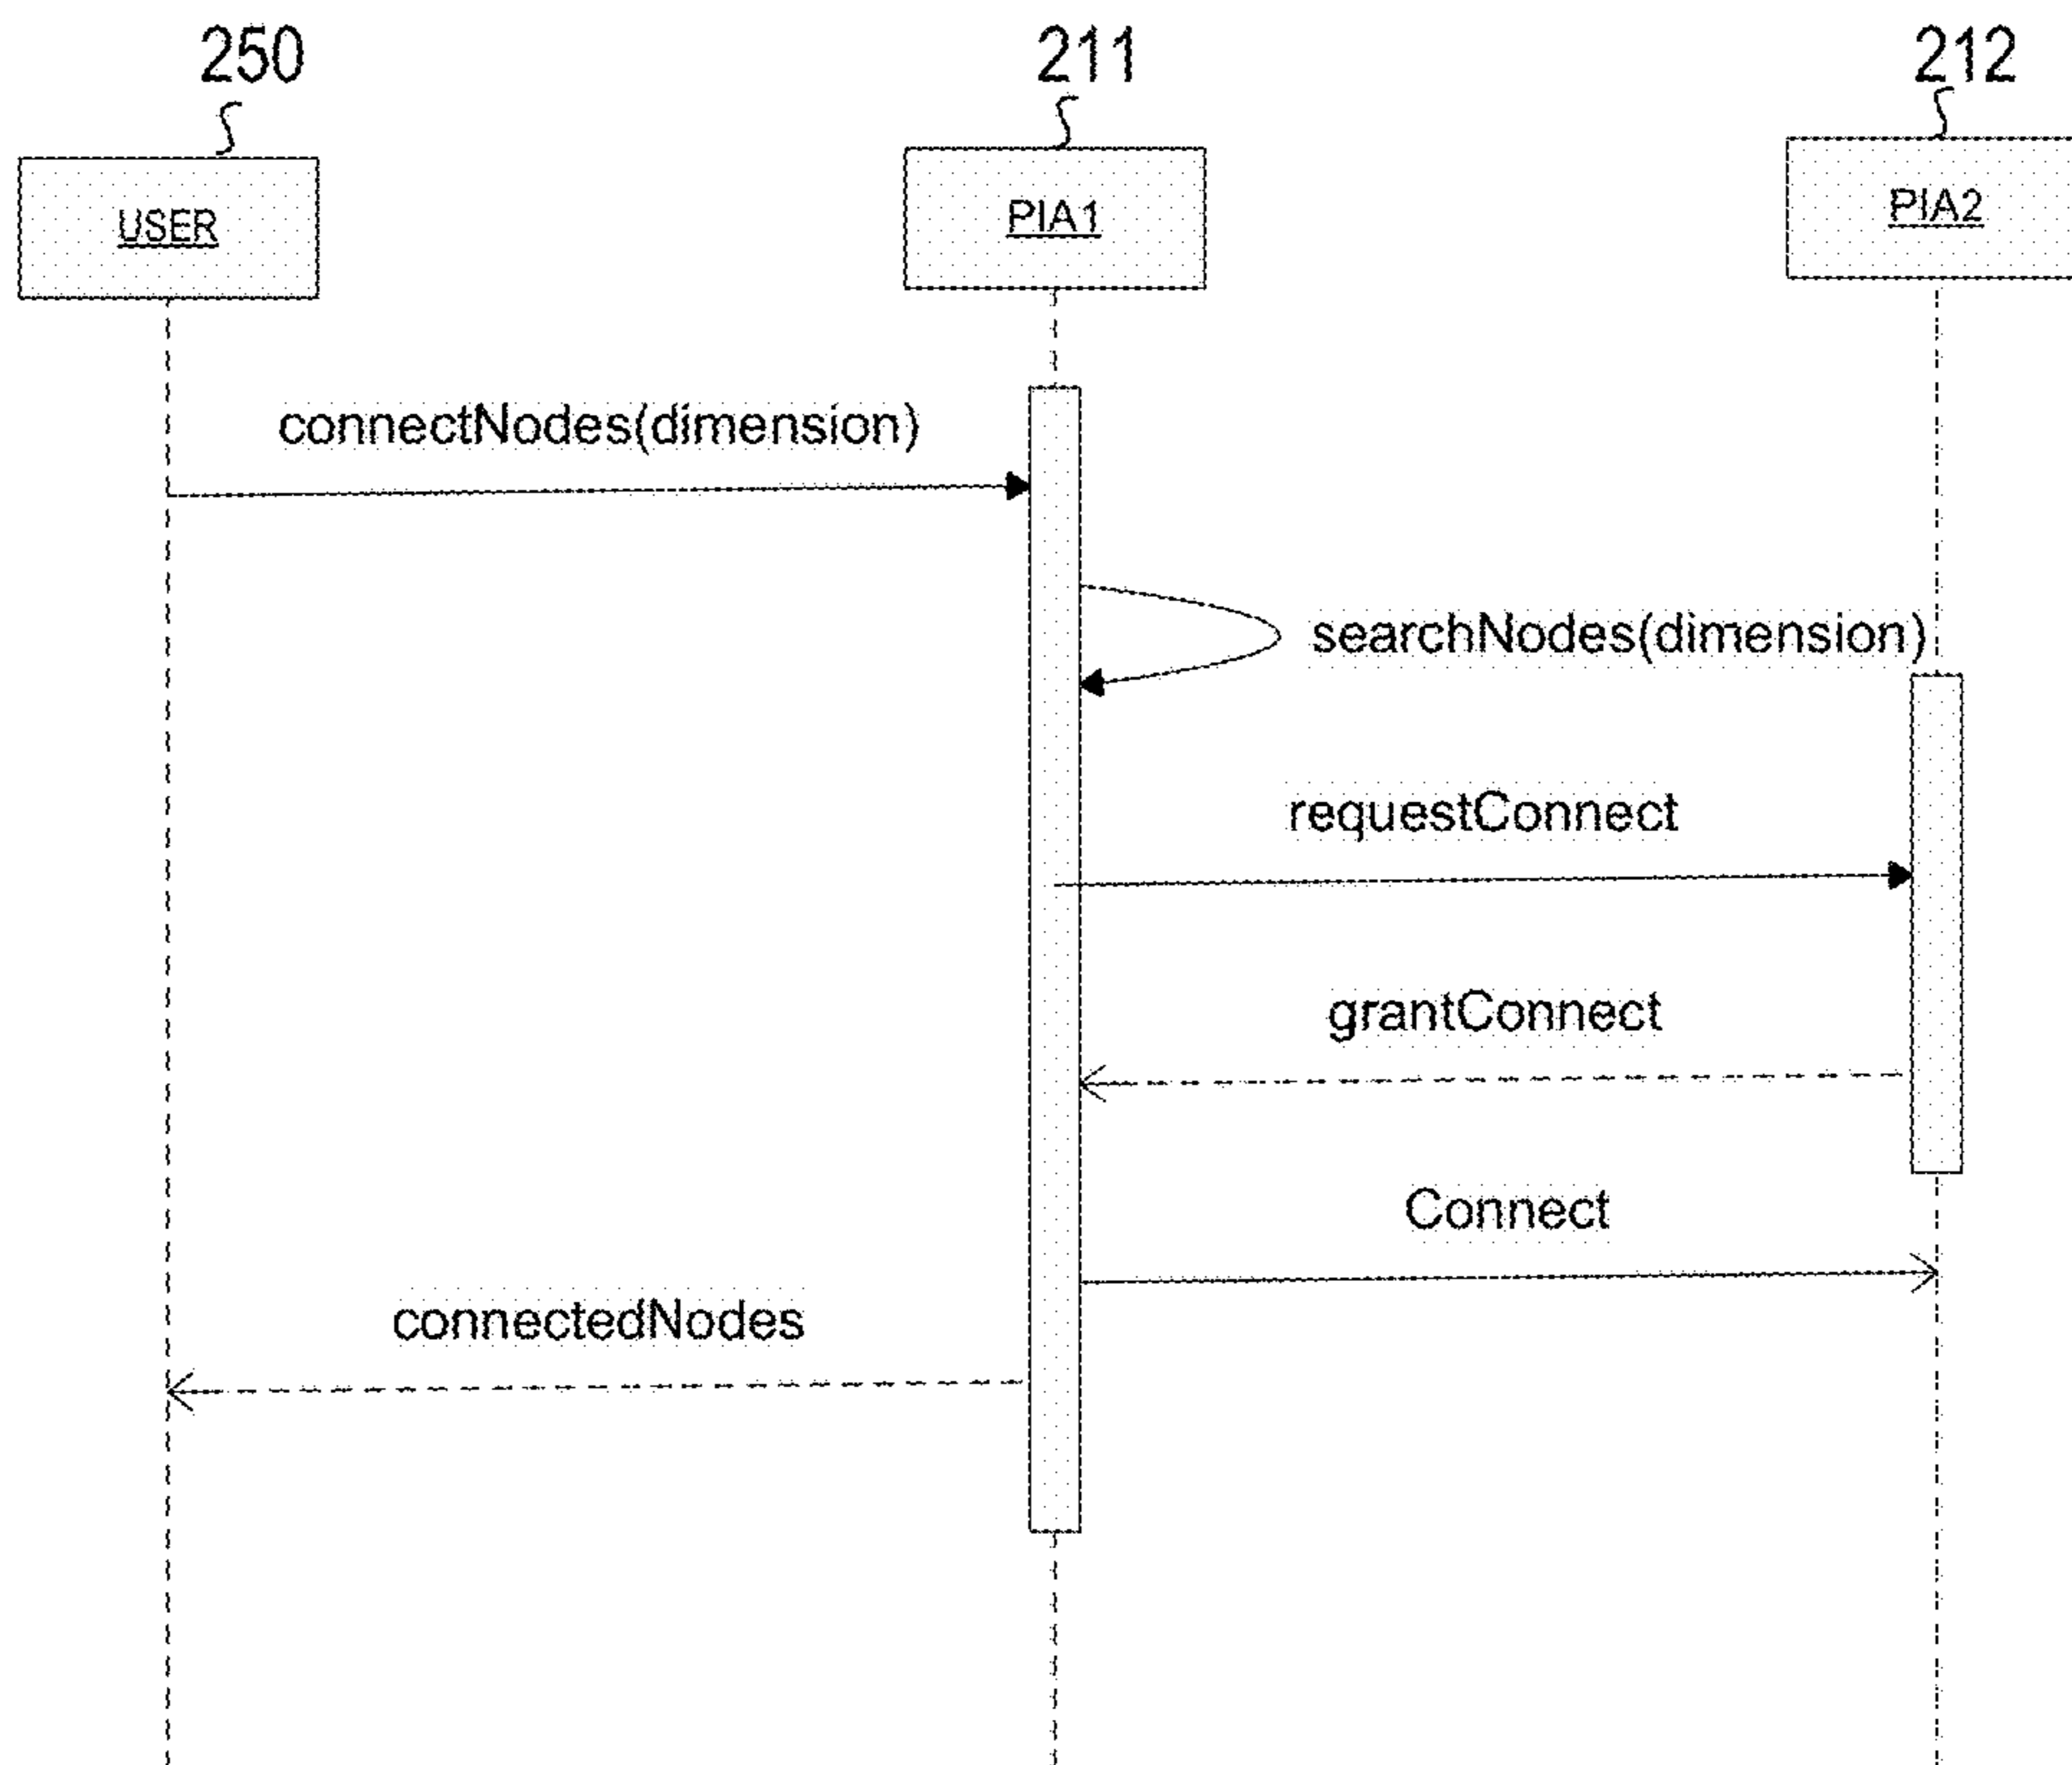 250
211
212
USER
PIA1
PIA2
connectNodes(dimension)
searchNodes(dimension)
requestConnect
grantConnect
Connect
connectedNodes